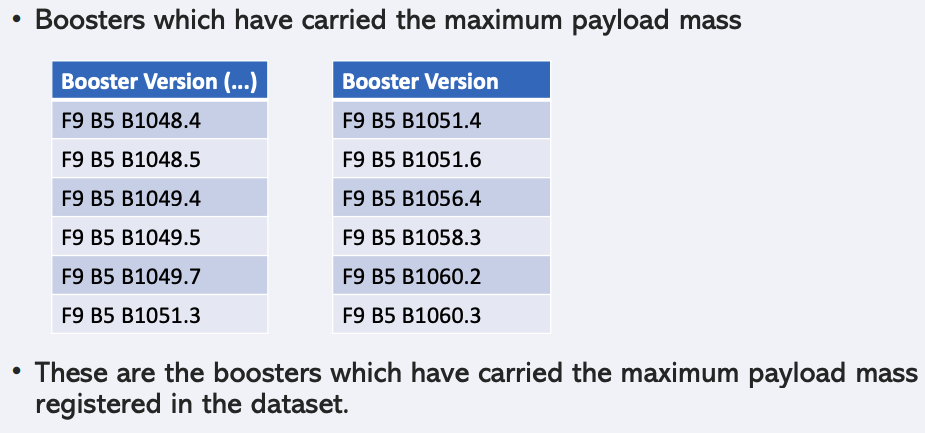 • Boosters which have carried the maximum payload mass
Booster Version (...)
F9 B5 B1048.4
F9 B5 B1048.5
F9 B5 B1049.4
F9 B5 B1049.5
F9 B5 B1049.7
F9 B5 B1051.3
Booster Version
F9 B5 B1051.4
F9 B5 B1051.6
F9 B5 B1056.4
F9 B5 B1058.3
F9 B5 B1060.2
F9 B5 B1060.3
• These are the boosters which have carried the maximum payload mass
registered in the dataset.